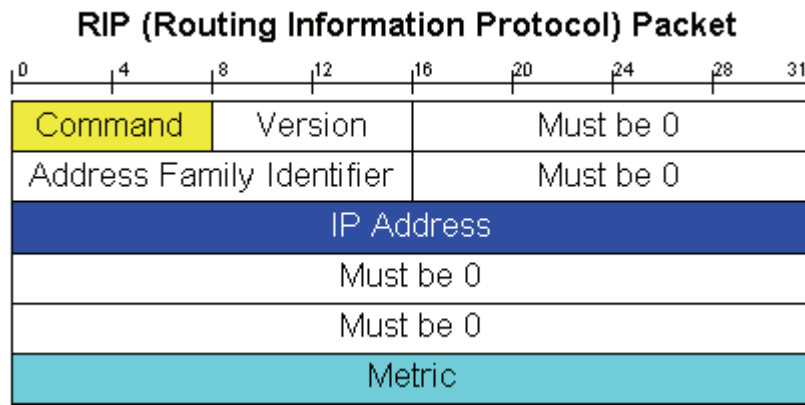 RIP (Routing Information Protocol) Packet
0 4 8 12 16 20 24 28 31
Command Version Must be 0
Address Family Identifier Must be 0
IP Address
Must be 0
Must be 0
Metric